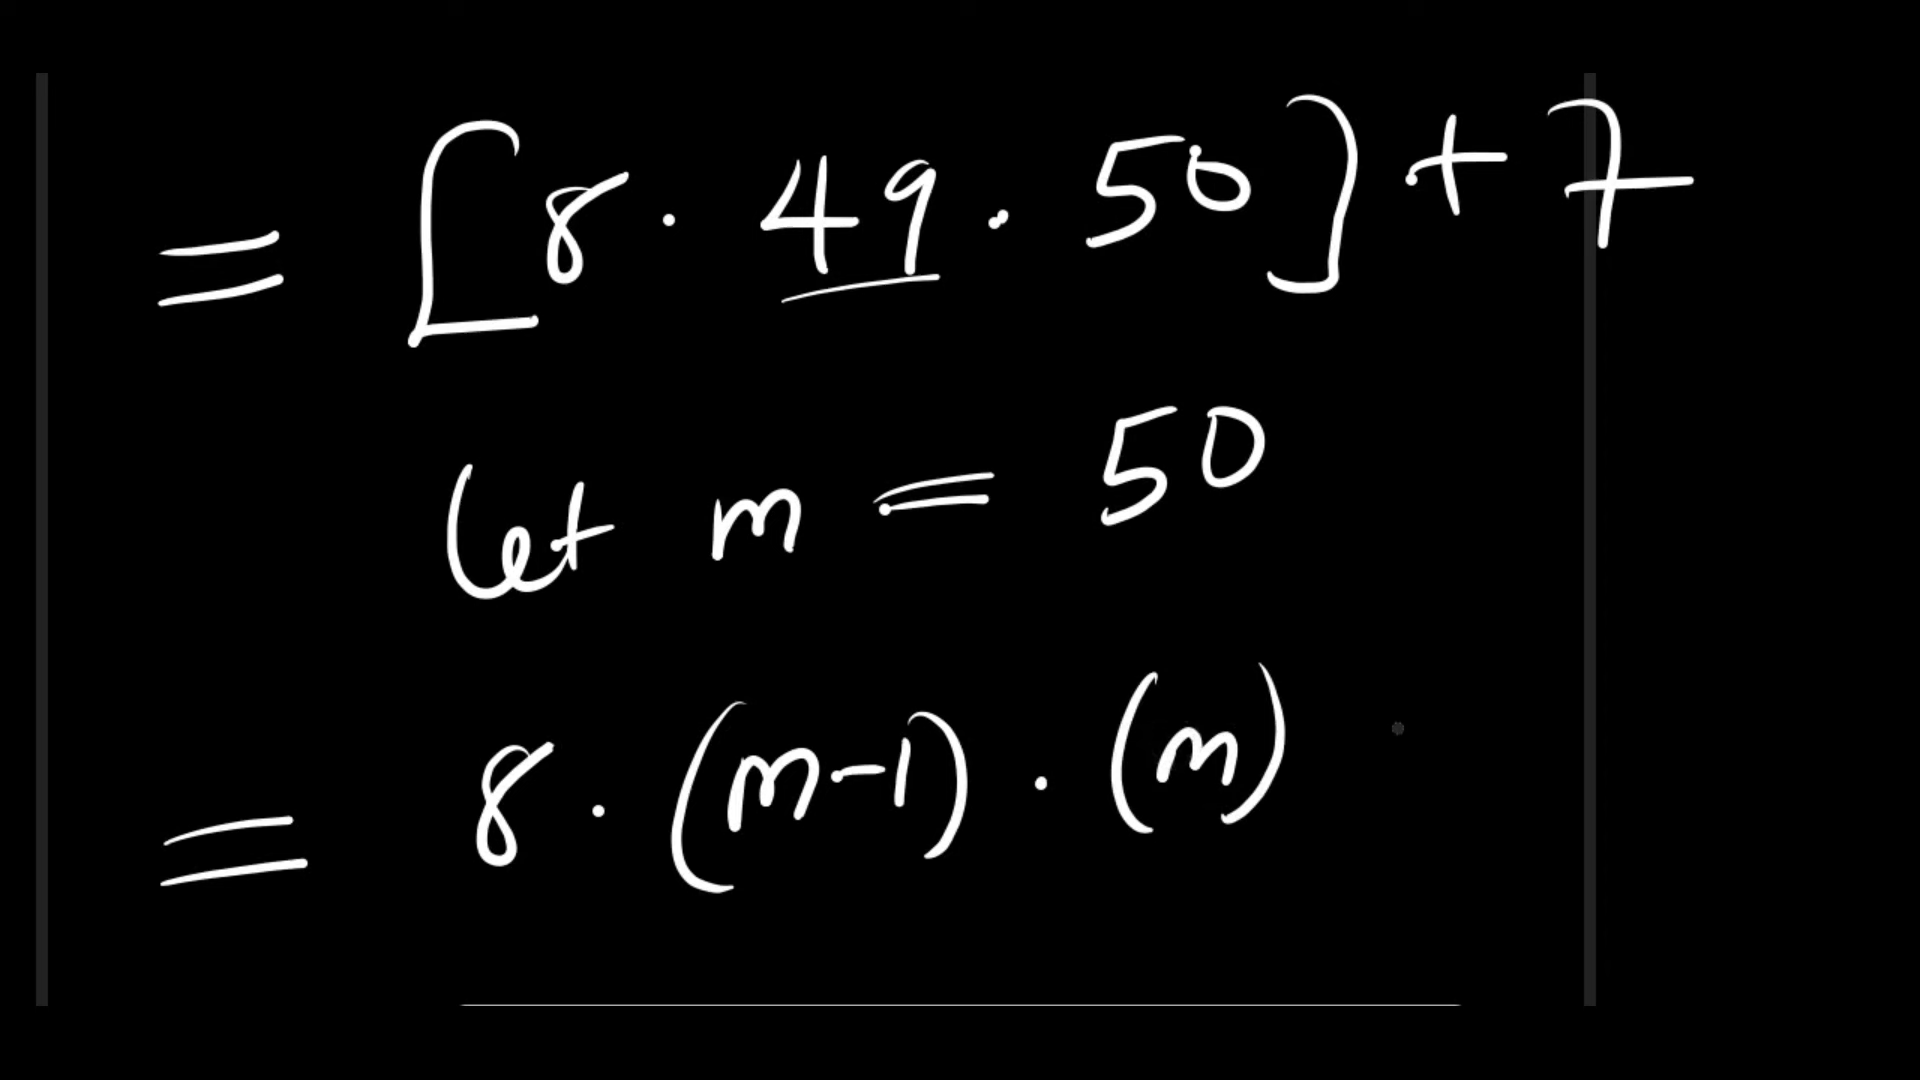 = [8 · 49 · 50] + 7
let m = 50
= 8 · (m-1) · (m)